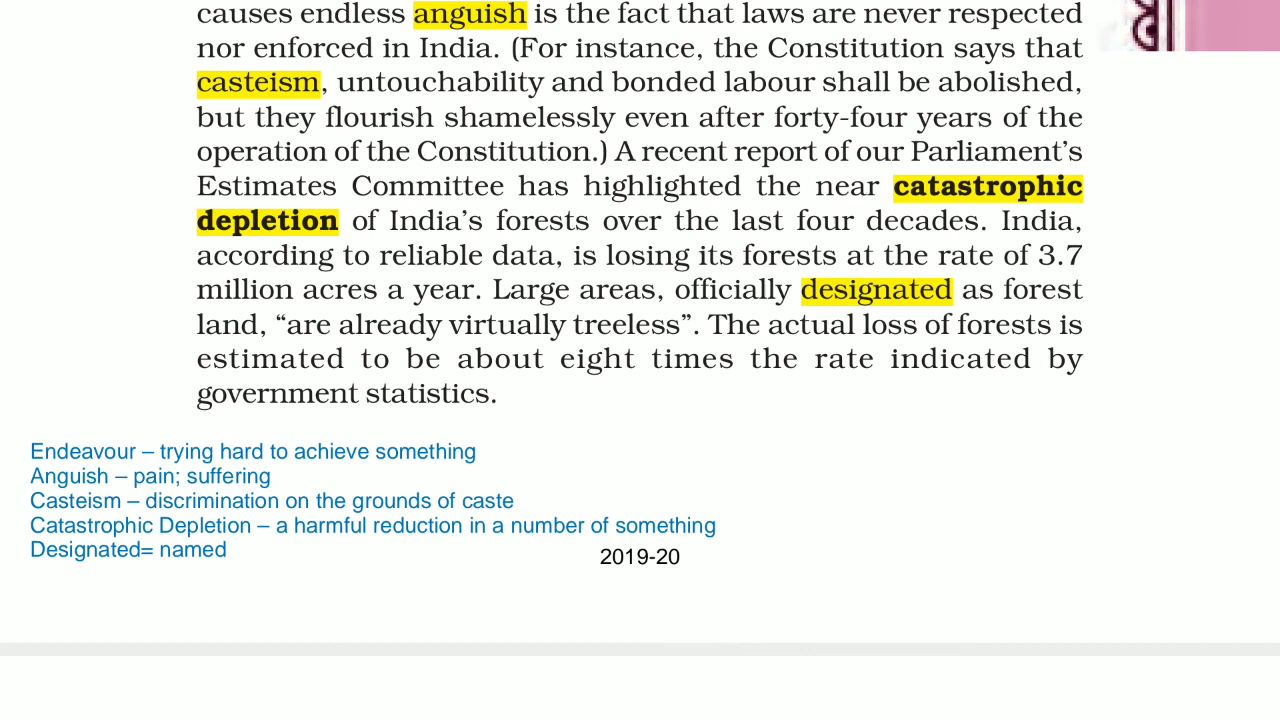 causes endless anguish is the fact that laws are never respected
nor enforced in India. (For instance, the Constitution says that
casteism, untouchability and bonded labour shall be abolished,
but they flourish shamelessly even after forty-four years of the
operation of the Constitution.) A recent report of our Parliament’s
Estimates Committee has highlighted the near catastrophic
depletion of India’s forests over the last four decades. India,
according to reliable data, is losing its forests at the rate of 3.7
million acres a year. Large areas, officially designated as forest
land, “are already virtually treeless”. The actual loss of forests is
estimated to be about eight times the rate indicated by
government statistics.
Endeavour – trying hard to achieve something
Anguish – pain; suffering
Casteism – discrimination on the grounds of caste
Catastrophic Depletion – a harmful reduction in a number of something
Designated= named
2019-20